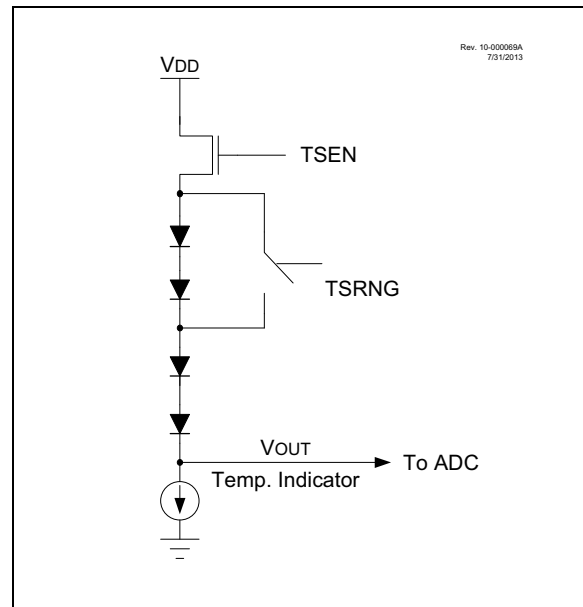 Rev. 10-000069A
7/31/2013
VDD
TSEN
TSRNG
VOUT
To ADC
Temp. Indicator